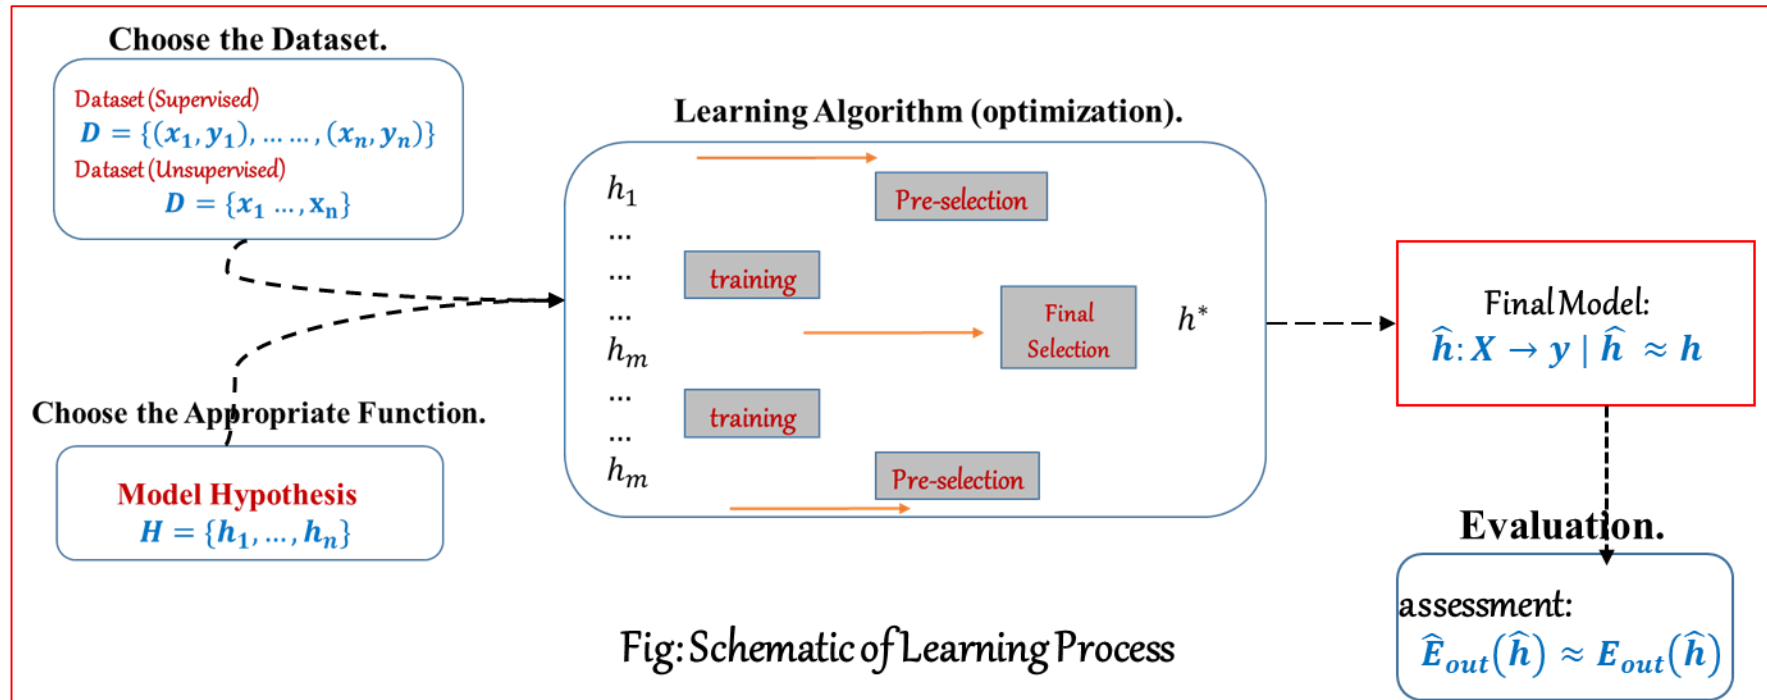 Choose the Dataset.
Dataset (Supervised)
D = {(x₁, y₁), … …, (xₙ, yₙ)}
Dataset (Unsupervised)
D = {x₁ …, xₙ}
Choose the Appropriate Function.
Model Hypothesis
H = {h₁, …, hₙ}
Learning Algorithm (optimization).
h₁
...
...
...
hₘ
...
...
hₘ
Pre-selection
training
Final
Selection
h*
training
Pre-selection
Final Model:
ĥ: X → y | ĥ ≈ h
Evaluation.
assessment:
Êₒᵤₜ(ĥ) ≈ Eₒᵤₜ(ĥ)
Fig: Schematic of Learning Process